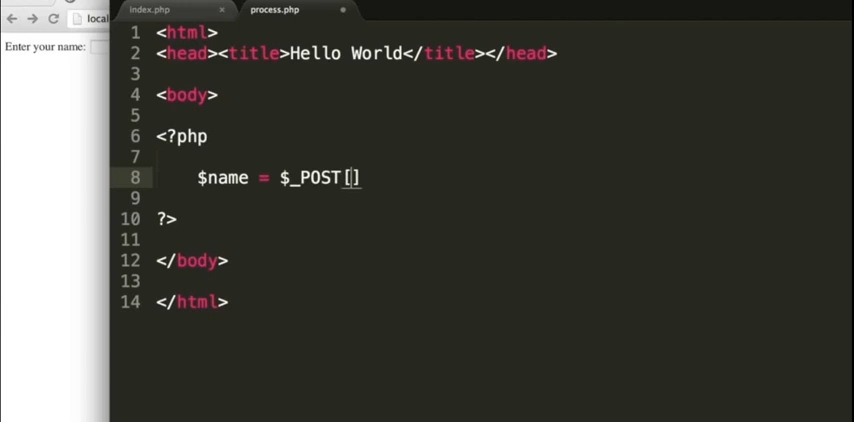 index.php × process.php
local
Enter your name:
1 <html>
2 <head><title>Hello World</title></head>
3
4 <body>
5
6 <?php
7
8 $name = $_POST[]
9
10 ?>
11
12 </body>
13
14 </html>